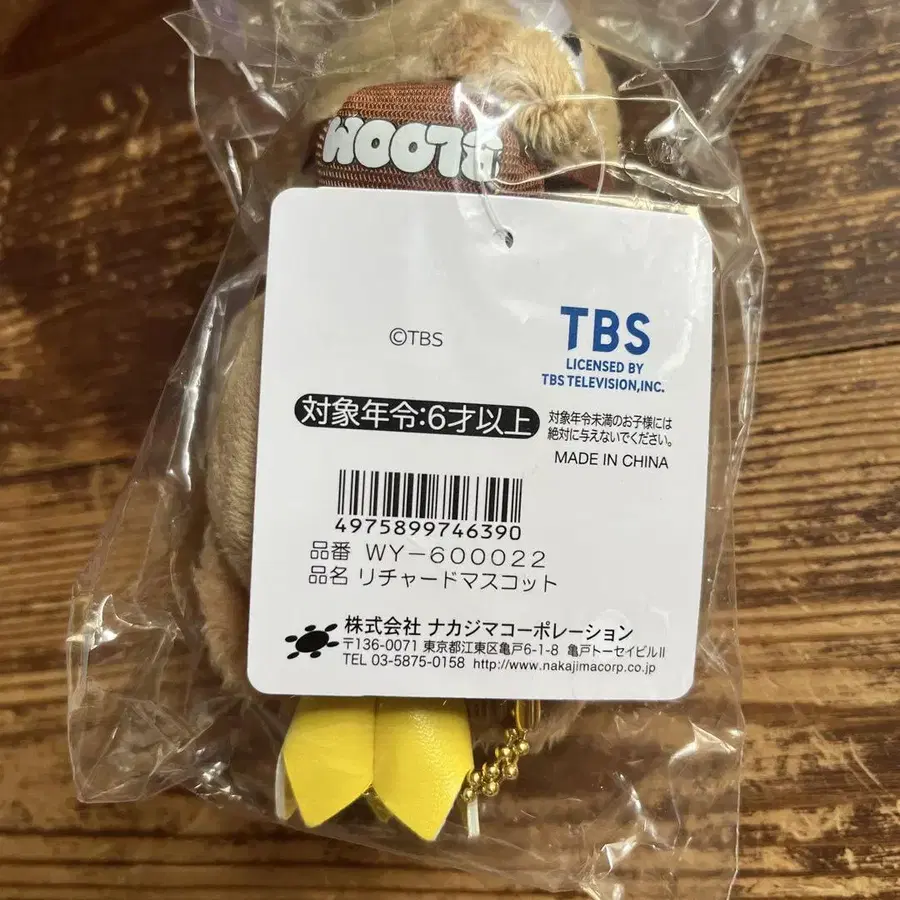 BLOOM
©TBS
TBS
LICENSED BY
TBS TELEVISION,INC.
対象年令:6才以上
対象年令未満のお子様には
絶対に与えないでください。
MADE IN CHINA
4975899746390
品番 WY-600022
品名 リチャードマスコット
株式会社 ナカジマコーポレーション
〒136-0071 東京都江東区亀戸6-1-8 亀戸トーセイビルⅡ
TEL 03-5875-0158 http://www.nakajimacorp.co.jp